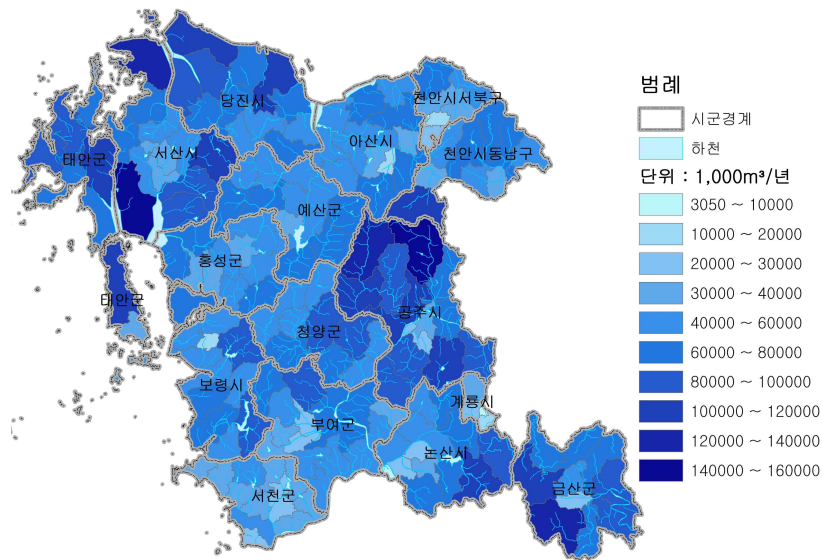 당진시
천안시서북구
아산시
천안시동남구
서산시
태안군
예산군
홍성군
태안군
공주시
청양군
보령시
부여군
계룡시
논산시
서천군
금산군
범례
시군경계
하천
단위 : 1,000m³/년
3050 ~ 10000
10000 ~ 20000
20000 ~ 30000
30000 ~ 40000
40000 ~ 60000
60000 ~ 80000
80000 ~ 100000
100000 ~ 120000
120000 ~ 140000
140000 ~ 160000